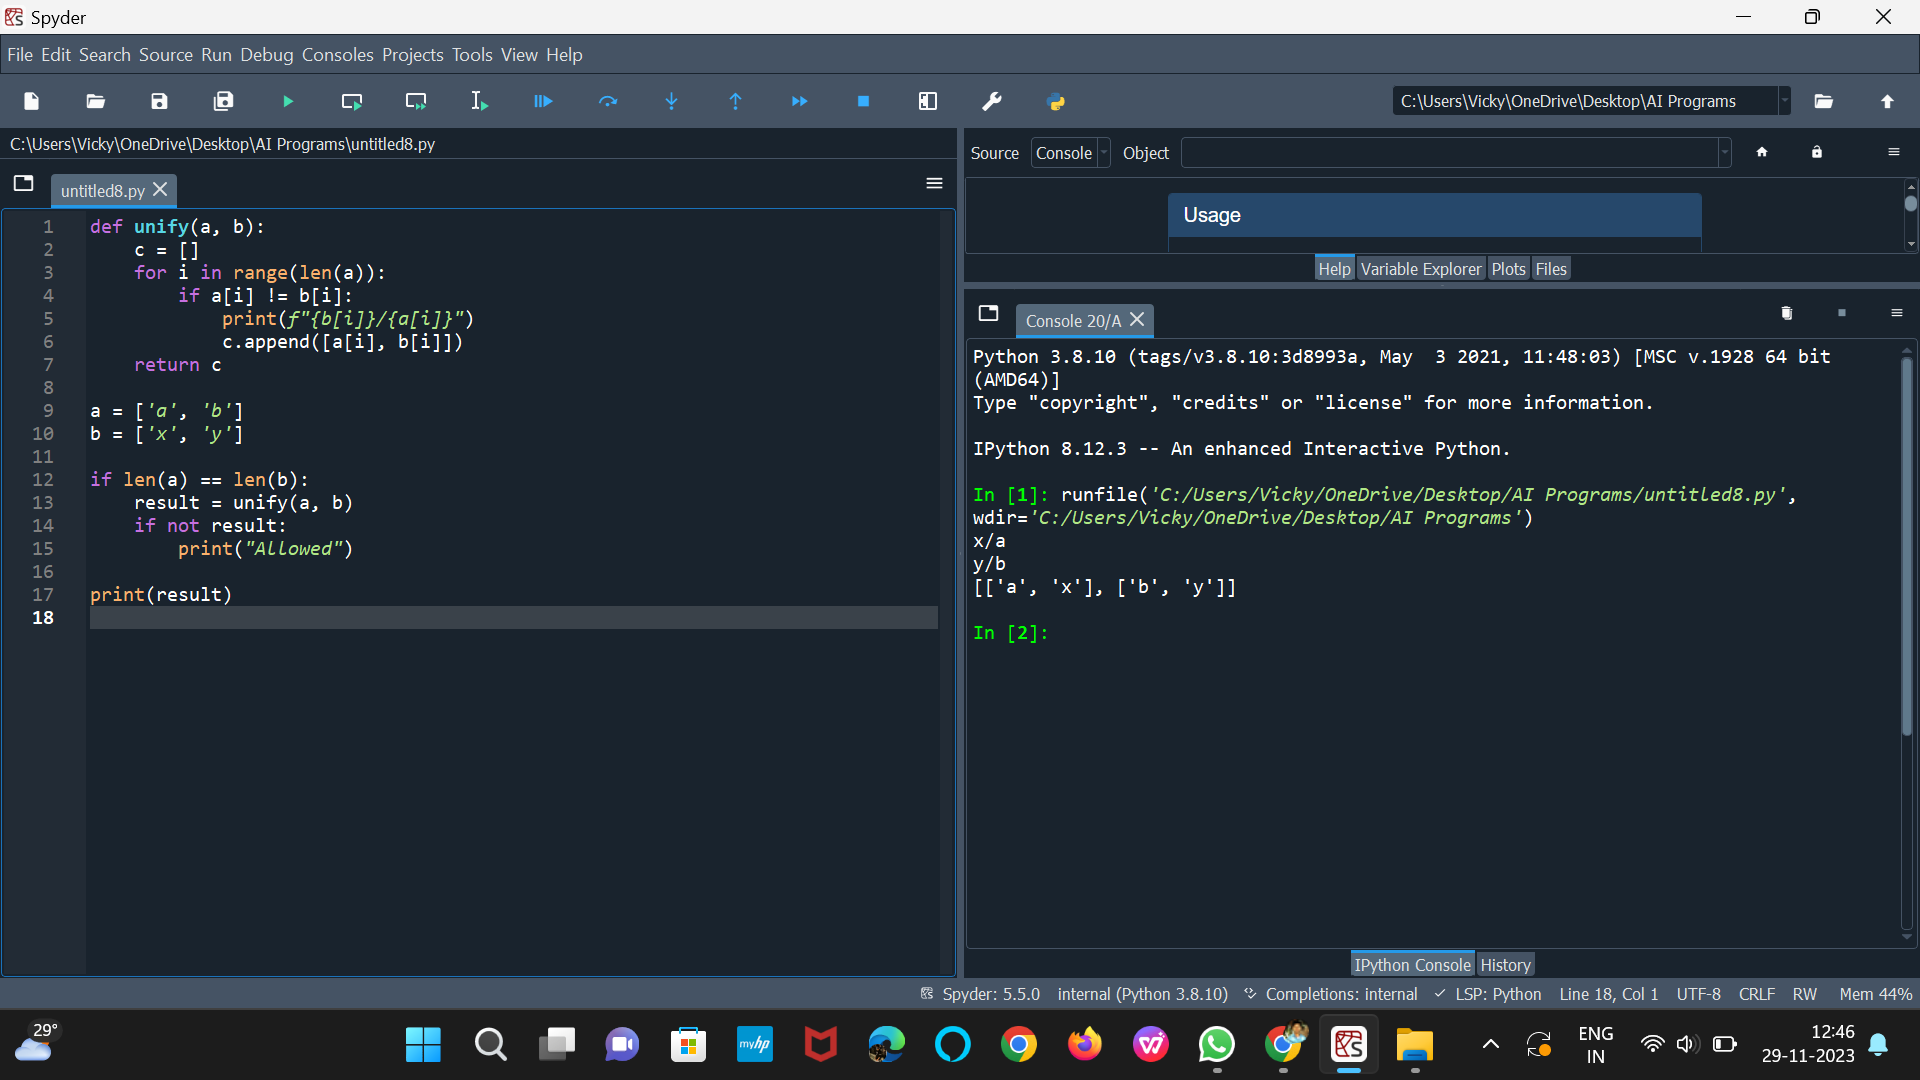 Spyder
File Edit Search Source Run Debug Consoles Projects Tools View Help
C:\Users\Vicky\OneDrive\Desktop\AI Programs
C:\Users\Vicky\OneDrive\Desktop\AI Programs\untitled8.py
untitled8.py
1 def unify(a, b):
2     c = []
3     for i in range(len(a)):
4         if a[i] != b[i]:
5             print(f"{b[i]}/{a[i]}")
6             c.append([a[i], b[i]])
7     return c
8
9 a = ['a', 'b']
10 b = ['x', 'y']
11
12 if len(a) == len(b):
13     result = unify(a, b)
14     if not result:
15         print("Allowed")
16
17 print(result)
18
Source Console Object
Usage
Help Variable Explorer Plots Files
Console 20/A
Python 3.8.10 (tags/v3.8.10:3d8993a, May  3 2021, 11:48:03) [MSC v.1928 64 bit
(AMD64)]
Type "copyright", "credits" or "license" for more information.
IPython 8.12.3 -- An enhanced Interactive Python.
In [1]: runfile('C:/Users/Vicky/OneDrive/Desktop/AI Programs/untitled8.py',
wdir='C:/Users/Vicky/OneDrive/Desktop/AI Programs')
x/a
y/b
[['a', 'x'], ['b', 'y']]
In [2]:
IPython Console History
Spyder: 5.5.0 internal (Python 3.8.10) Completions: internal LSP: Python Line 18, Col 1 UTF-8 CRLF RW Mem 44%
29°
myhp
ENG
IN
12:46
29-11-2023